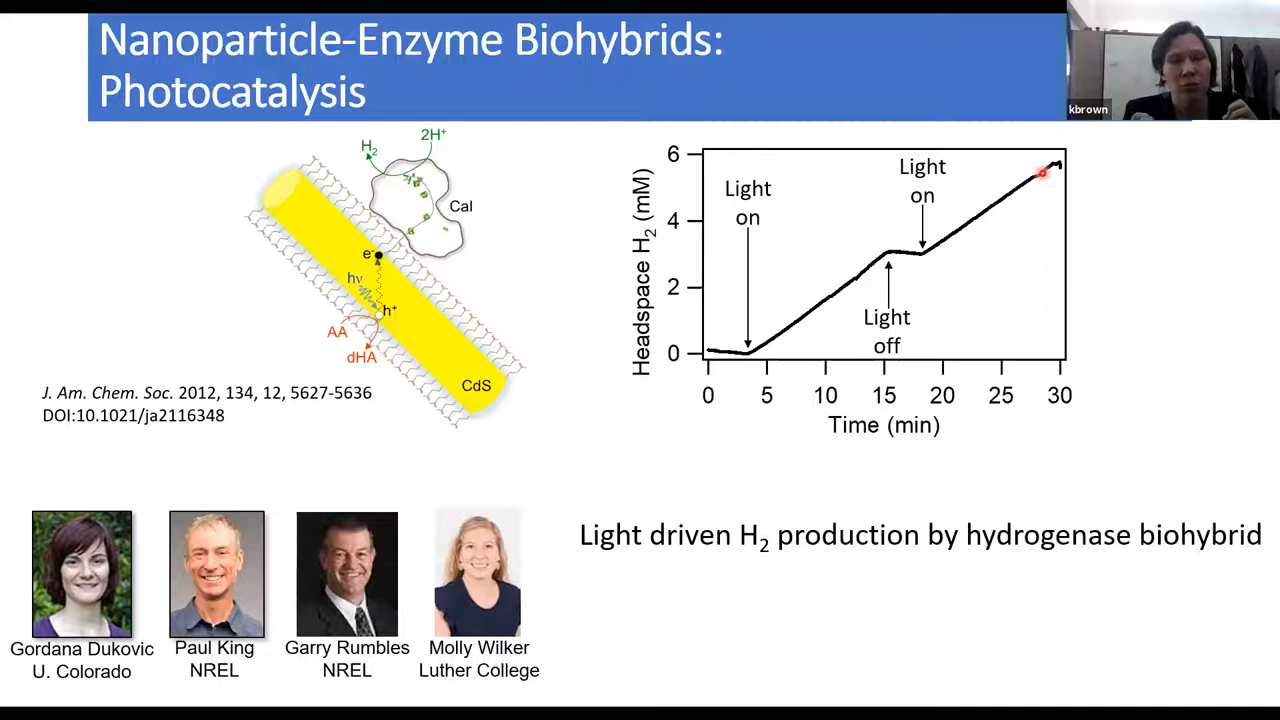 Nanoparticle-Enzyme Biohybrids:
Photocatalysis
kbrown
H2
2H+
CaI
e-
hν
h+
AA
dHA
CdS
J. Am. Chem. Soc. 2012, 134, 12, 5627-5636
DOI:10.1021/ja2116348
Headspace H2 (mM)
6
4
2
0
Light
on
Light
off
Light
on
0 5 10 15 20 25 30
Time (min)
Light driven H2 production by hydrogenase biohybrid
Gordana Dukovic
U. Colorado
Paul King
NREL
Garry Rumbles
NREL
Molly Wilker
Luther College